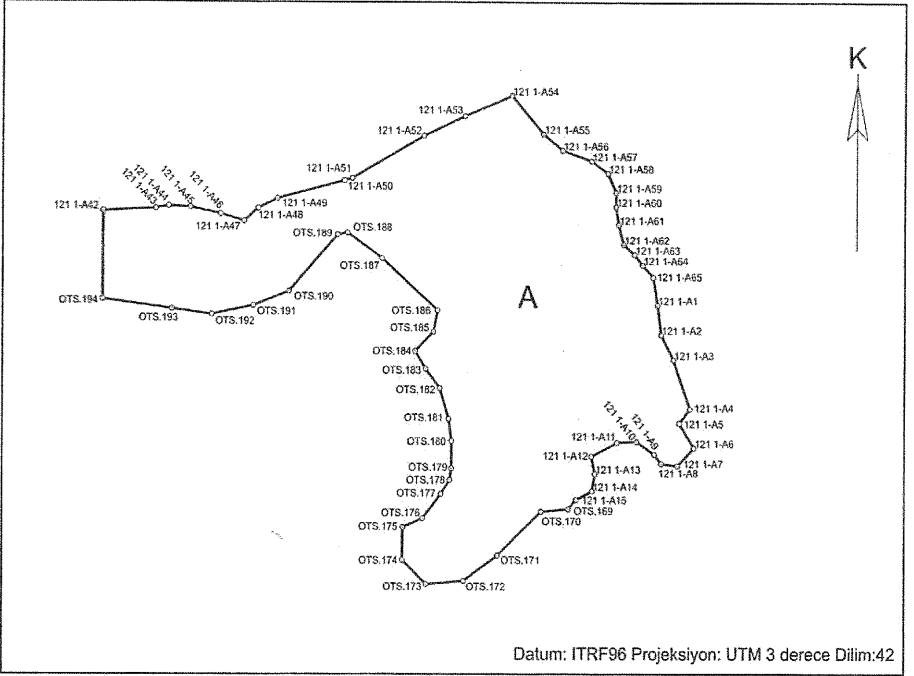 K
121 1-A54
121 1-A53
121 1-A52
121 1-A55
121 1-A56
121 1-A57
121 1-A58
121 1-A51
121 1-A50
121 1-A59
121 1-A60
121 1-A61
121 1-A42
121 1-A43
121 1-A44
121 1-A45
121 1-A46
121 1-A47
121 1-A48
121 1-A49
121 1-A62
121 1-A63
121 1-A64
121 1-A65
OTS.189
OTS.188
OTS.187
OTS.194
OTS.193
OTS.192
OTS.191
OTS.190
A
121 1-A1
121 1-A2
121 1-A3
OTS.186
OTS.185
OTS.184
OTS.183
OTS.182
OTS.181
OTS.180
OTS.179
OTS.178
OTS.177
OTS.176
OTS.175
OTS.174
OTS.173
OTS.172
OTS.171
OTS.170
OTS.169
121 1-A4
121 1-A5
121 1-A6
121 1-A7
121 1-A8
121 1-A9
121 1-A10
121 1-A11
121 1-A12
121 1-A13
121 1-A14
121 1-A15
Datum: ITRF96 Projeksiyon: UTM 3 derece Dilim:42